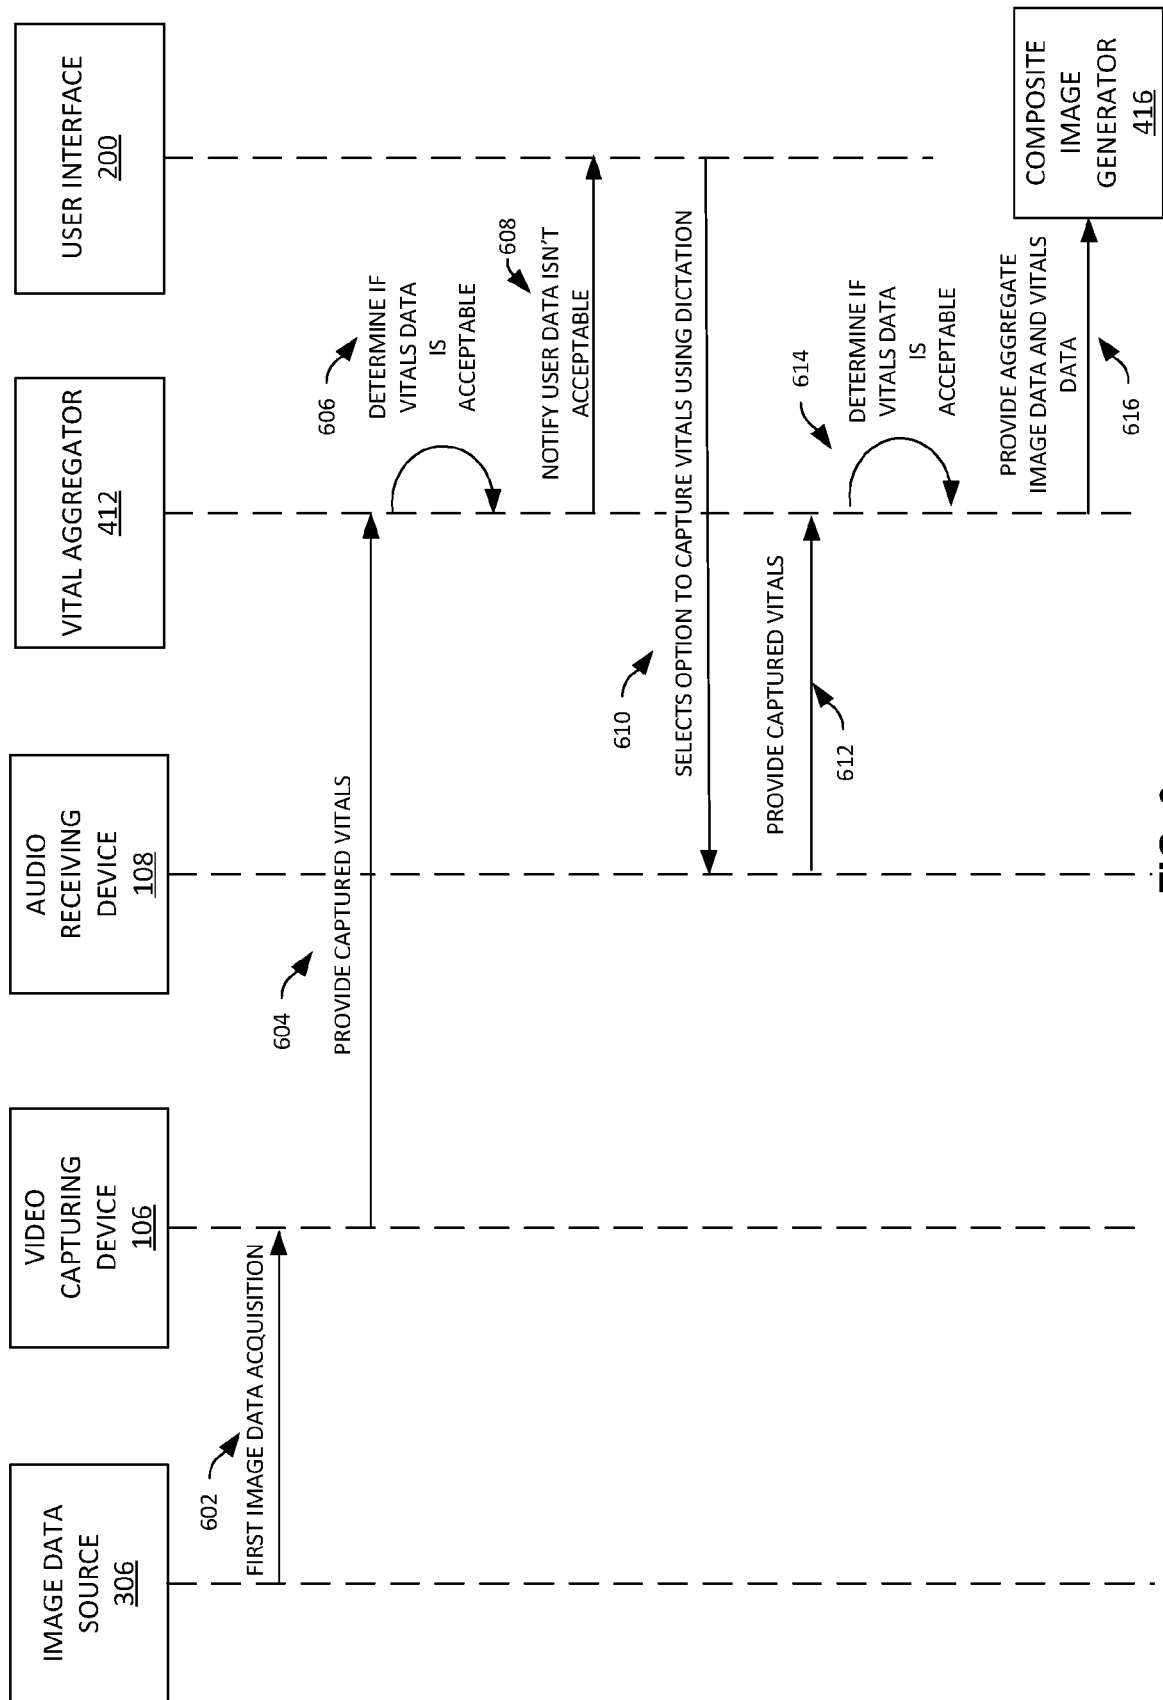 IMAGE DATA
SOURCE
306
VIDEO
CAPTURING
DEVICE
106
AUDIO
RECEIVING
DEVICE
108
VITAL AGGREGATOR
412
USER INTERFACE
200
602
FIRST IMAGE DATA ACQUISITION
604
PROVIDE CAPTURED VITALS
606
DETERMINE IF
VITALS DATA
IS
ACCEPTABLE
608
NOTIFY USER DATA ISN'T
ACCEPTABLE
610
SELECTS OPTION TO CAPTURE VITALS USING DICTATION
PROVIDE CAPTURED VITALS
612
614
DETERMINE IF
VITALS DATA
IS
ACCEPTABLE
PROVIDE AGGREGATE
IMAGE DATA AND VITALS
DATA
616
COMPOSITE
IMAGE
GENERATOR
416